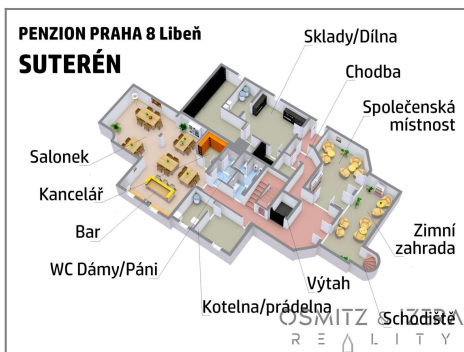 PENZION PRAHA 8 Libeň
SUTERÉN
Sklady/Dílna
Chodba
Společenská
místnost
Salonek
Kancelář
Bar
WC Dámy/Páni
Kotelna/prádelna
Výtah
Zimní
zahrada
Schodiště
OSMITZ &
REALITY